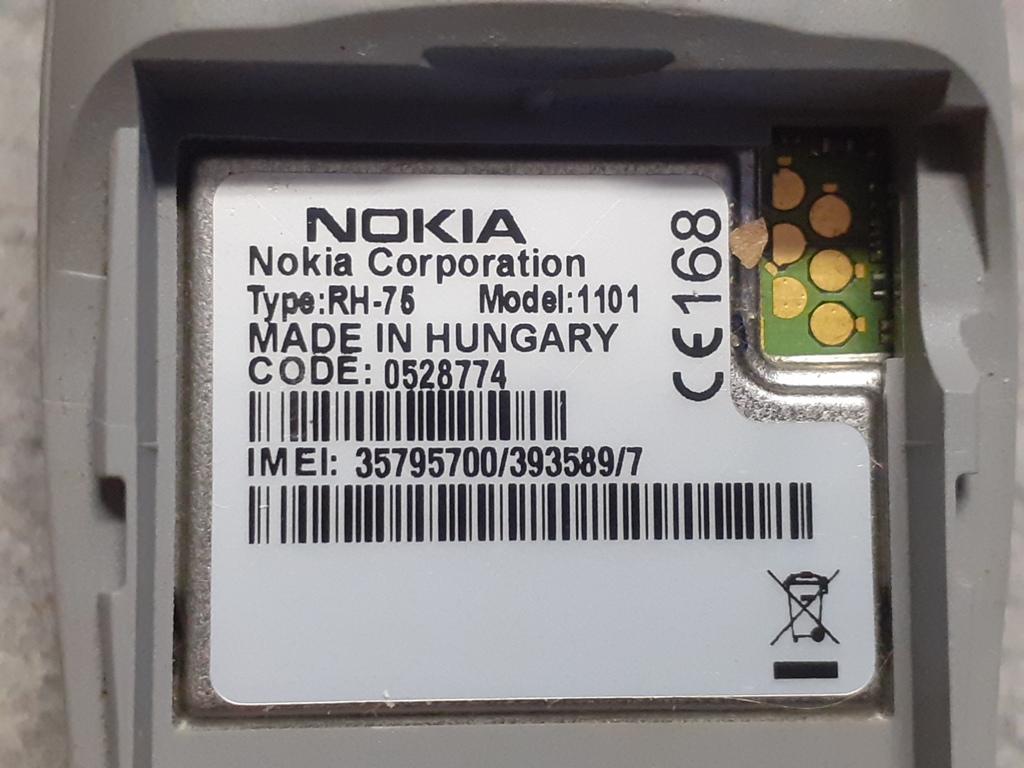 NOKIA
Nokia Corporation
Type:RH-75 Model:1101
MADE IN HUNGARY
CODE: 0528774
IMEI: 35795700/393589/7
CE168